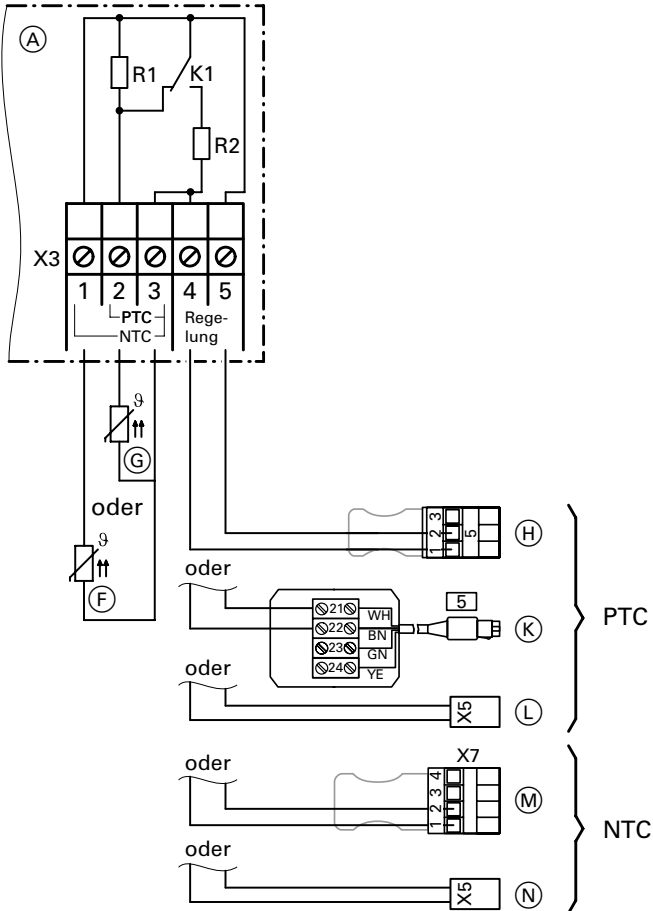 A
R1
K1
R2
X3
1 2 3 4 5
PTC
NTC
Rege-
lung
ϑ
G
oder
ϑ
F
3
2
1
5
H
oder
21 WH
22 BN
23 GN
24 YE
5
K
PTC
oder
X5
L
X7
oder
4
3
2
1
M
NTC
oder
X5
N